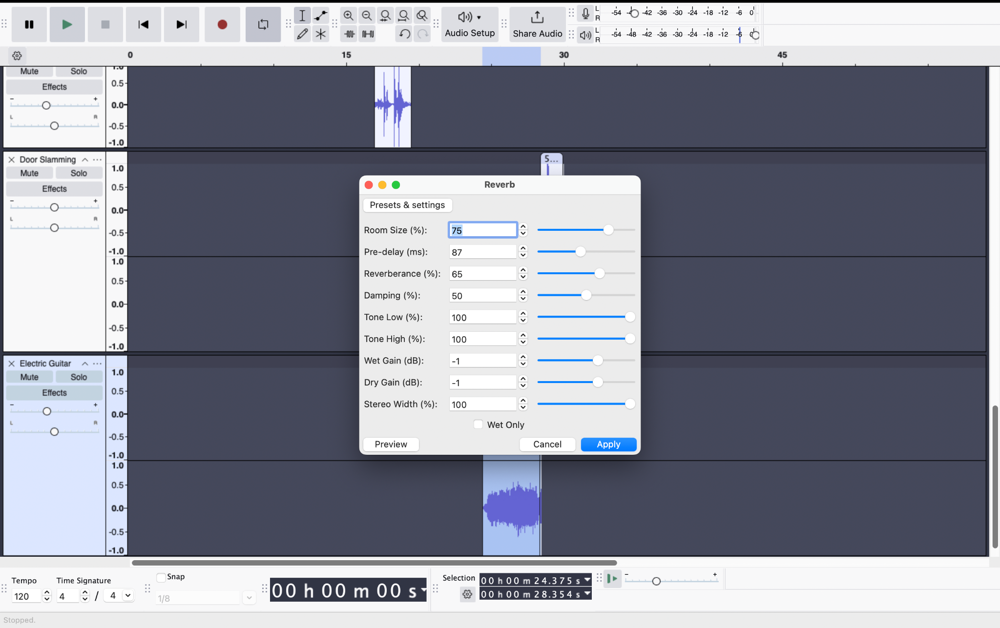 Audio Setup
Share Audio
L
R
-54 -42 -36 -30 -24 -18 -12 -6 0
L
R
-54 -48 -42 -36 -30 -24 -18 -12 -6
0 15 30 45
Mute Solo
Effects
- +
L R
0.5
0.0
-0.5
-1.0
Door Slamming
Mute Solo
Effects
- +
L R
1.0
0.5
0.0
-0.5
-1.0
1.0
0.5
0.0
-0.5
-1.0
S...
Electric Guitar
Mute Solo
Effects
- +
L R
1.0
0.5
0.0
-0.5
-1.0
1.0
0.5
0.0
-0.5
-1.0
Reverb
Presets & settings
Room Size (%): 75
Pre-delay (ms): 87
Reverberance (%): 65
Damping (%): 50
Tone Low (%): 100
Tone High (%): 100
Wet Gain (dB): -1
Dry Gain (dB): -1
Stereo Width (%): 100
Wet Only
Preview Cancel Apply
Tempo
120
Time Signature
4 / 4
Snap
1/8
00 h 00 m 00 s
Selection
00 h 00 m 24.375 s
00 h 00 m 28.354 s
- +
Stopped.